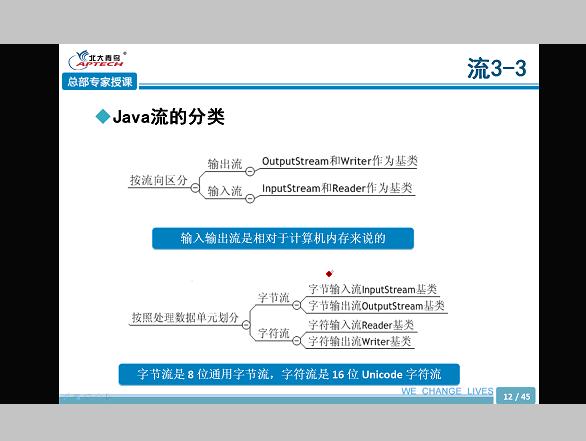 北大青鸟
APTECH
总部专家授课
流3-3
Java流的分类
按流向区分
输出流
OutputStream和Writer作为基类
输入流
InputStream和Reader作为基类
输入输出流是相对于计算机内存来说的
按照处理数据单元划分
字节流
字节输入流InputStream基类
字节输出流OutputStream基类
字符流
字符输入流Reader基类
字符输出流Writer基类
字节流是 8 位通用字节流，字符流是 16 位 Unicode 字符流
WE CHANGE LIVES
12 / 45